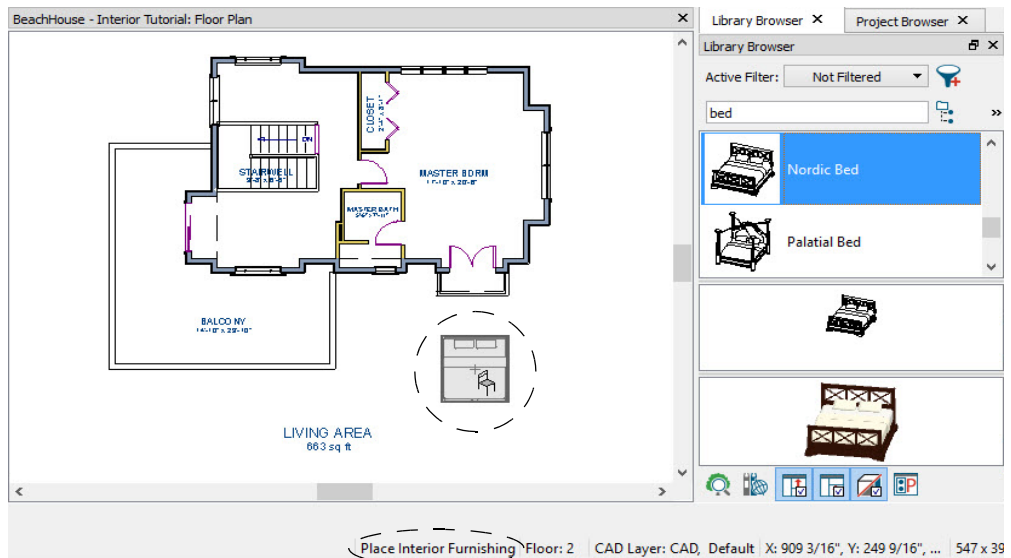 BeachHouse - Interior Tutorial: Floor Plan
Library Browser
Project Browser
Library Browser
Active Filter: Not Filtered
bed
Nordic Bed
Palatial Bed
CLOSET
DN
STAIRWELL
MASTER BDRM
MASTER BATH
BALCONY
LIVING AREA
663 sq ft
P
Place Interior Furnishing Floor: 2 CAD Layer: CAD, Default X: 909 3/16", Y: 249 9/16", ... 547 x 39